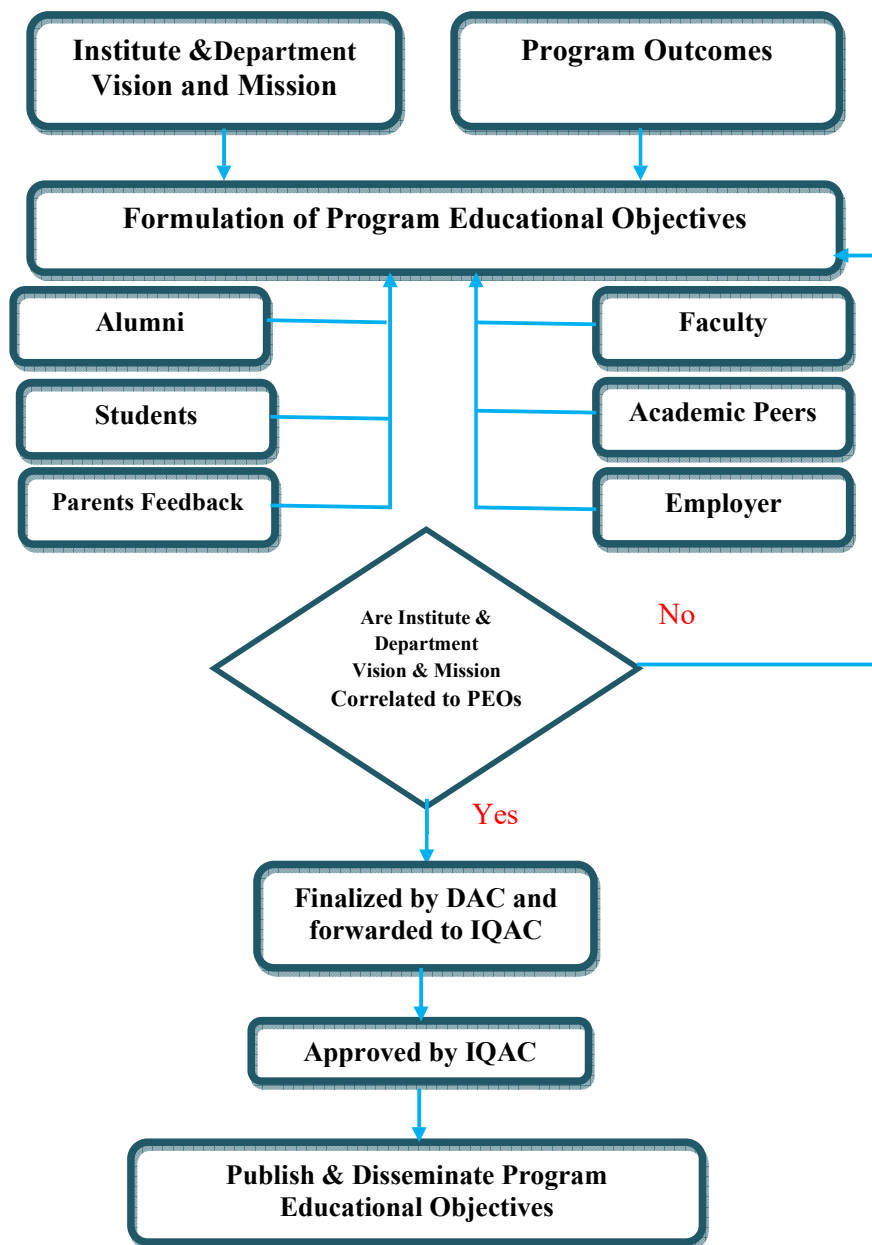 Institute &Department
Vision and Mission
Program Outcomes
Formulation of Program Educational Objectives
Alumni
Faculty
Students
Academic Peers
Parents Feedback
Employer
Are Institute &
Department
Vision & Mission
Correlated to PEOs
No
Yes
Finalized by DAC and
forwarded to IQAC
Approved by IQAC
Publish & Disseminate Program
Educational Objectives